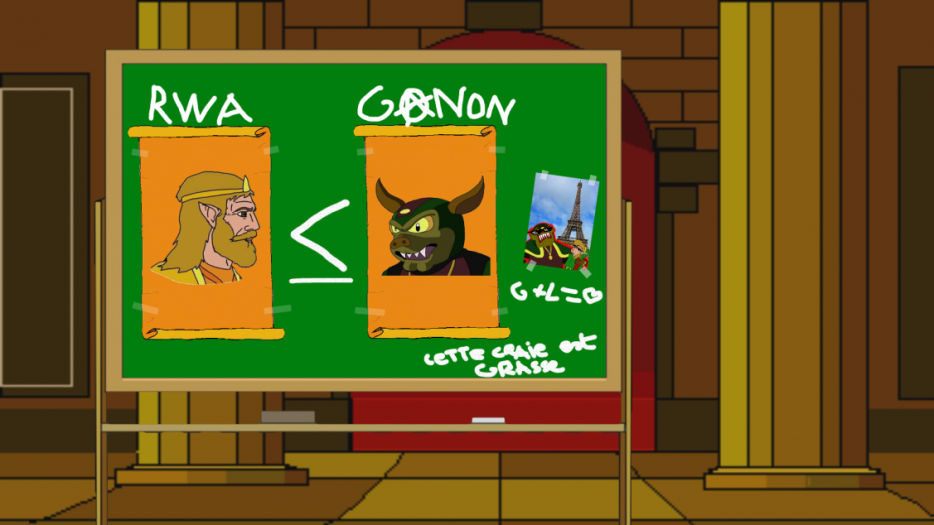 RWA
GANON
≤
G+L=B
cette craie est
GRASSE